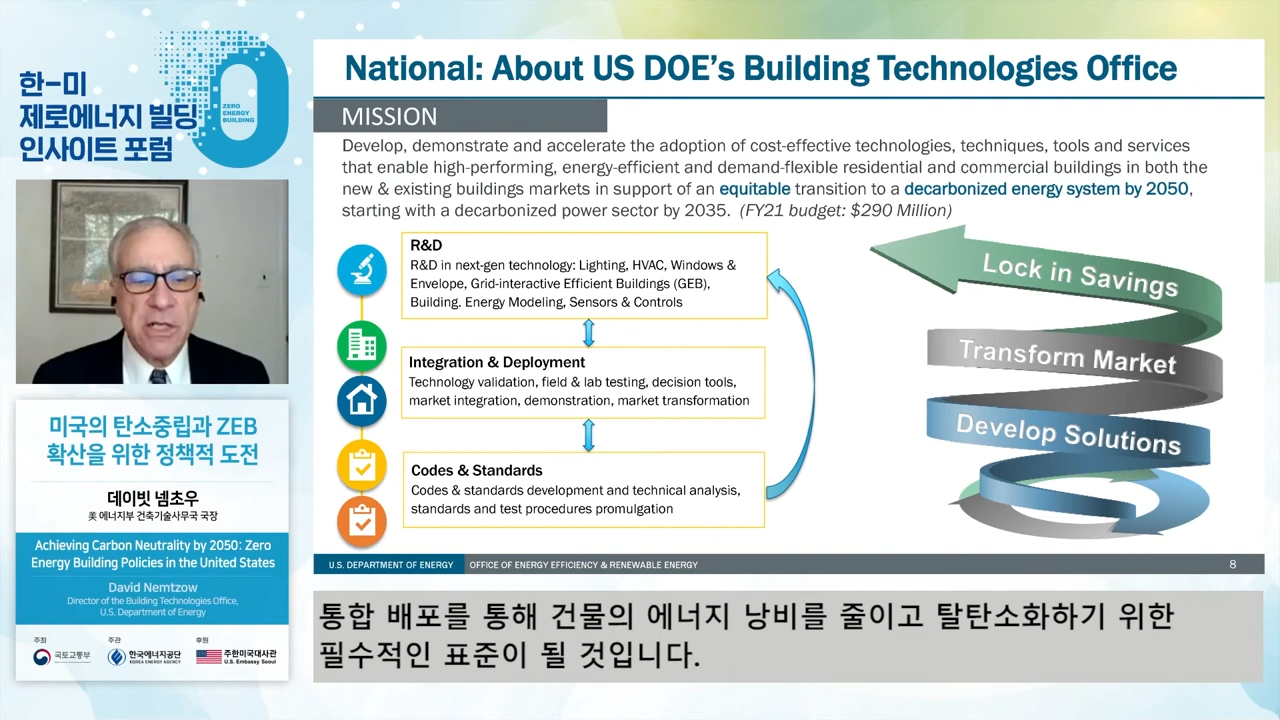 한-미
제로에너지 빌딩
인사이트 포럼
ZERO
ENERGY
BUILDING
미국의 탄소중립과 ZEB
확산을 위한 정책적 도전
데이빗 넴초우
美 에너지부 건축기술사무국 국장
Achieving Carbon Neutrality by 2050: Zero
Energy Building Policies in the United States
David Nemtzow
Director of the Building Technologies Office,
U.S. Department of Energy
주최
주관
후원
국토교통부
한국에너지공단
KOREA ENERGY AGENCY
주한미국대사관
U.S. Embassy Seoul
National: About US DOE's Building Technologies Office
MISSION
Develop, demonstrate and accelerate the adoption of cost-effective technologies, techniques, tools and services
that enable high-performing, energy-efficient and demand-flexible residential and commercial buildings in both the
new & existing buildings markets in support of an equitable transition to a decarbonized energy system by 2050,
starting with a decarbonized power sector by 2035. (FY21 budget: $290 Million)
R&D
R&D in next-gen technology: Lighting, HVAC, Windows &
Envelope, Grid-interactive Efficient Buildings (GEB),
Building. Energy Modeling, Sensors & Controls
Integration & Deployment
Technology validation, field & lab testing, decision tools,
market integration, demonstration, market transformation
Codes & Standards
Codes & standards development and technical analysis,
standards and test procedures promulgation
Lock in Savings
Transform Market
Develop Solutions
U.S. DEPARTMENT OF ENERGY OFFICE OF ENERGY EFFICIENCY & RENEWABLE ENERGY 8
통합 배포를 통해 건물의 에너지 낭비를 줄이고 탈탄소화하기 위한
필수적인 표준이 될 것입니다.